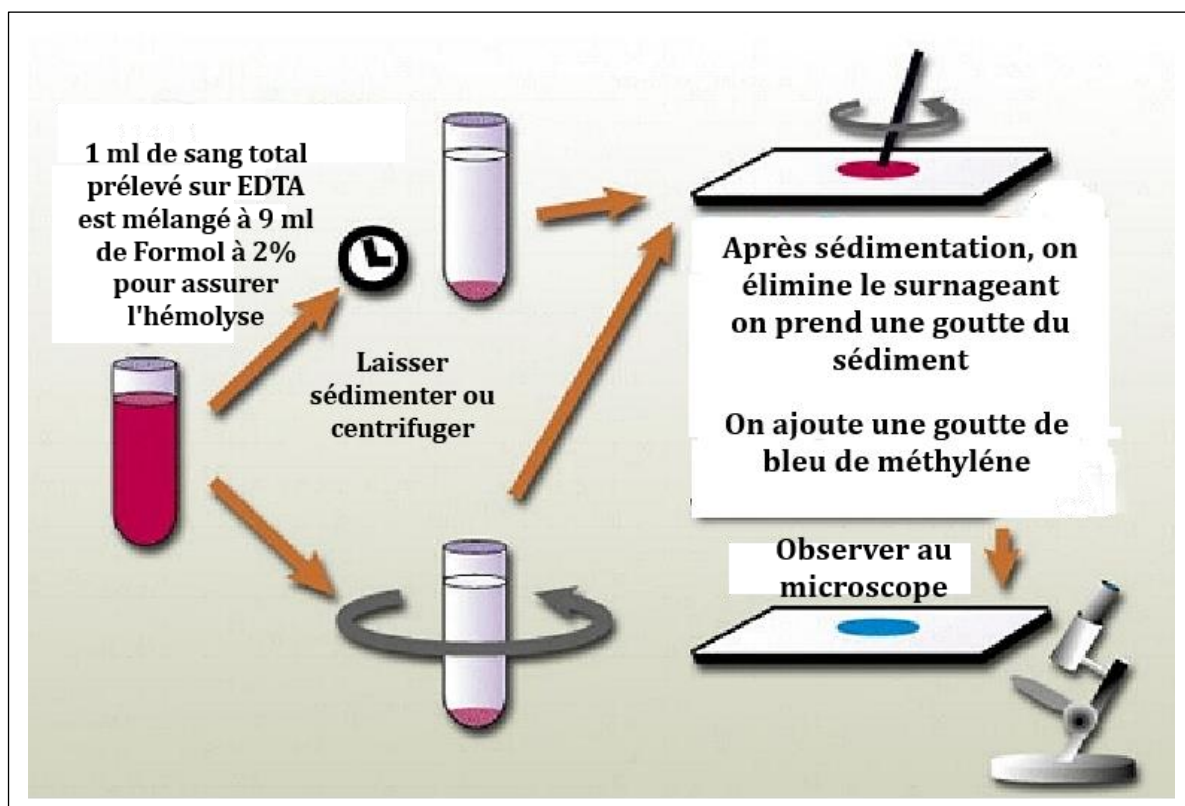 1 ml de sang total
prélevé sur EDTA
est mélangé à 9 ml
de Formol à 2%
pour assurer
l'hémolyse
Laisser
sédimenter ou
centrifuger
Après sédimentation, on
élimine le surnageant
on prend une goutte du
sédiment
On ajoute une goutte de
bleu de méthyléne
Observer au
microscope